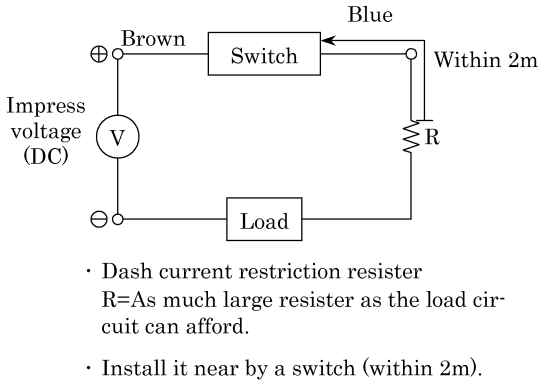 Blue
⊕ Brown
Switch
Within 2m
Impress
voltage
(DC)
V
R
⊖
Load
・Dash current restriction resister
R=As much large resister as the load cir-
cuit can afford.
・Install it near by a switch (within 2m).